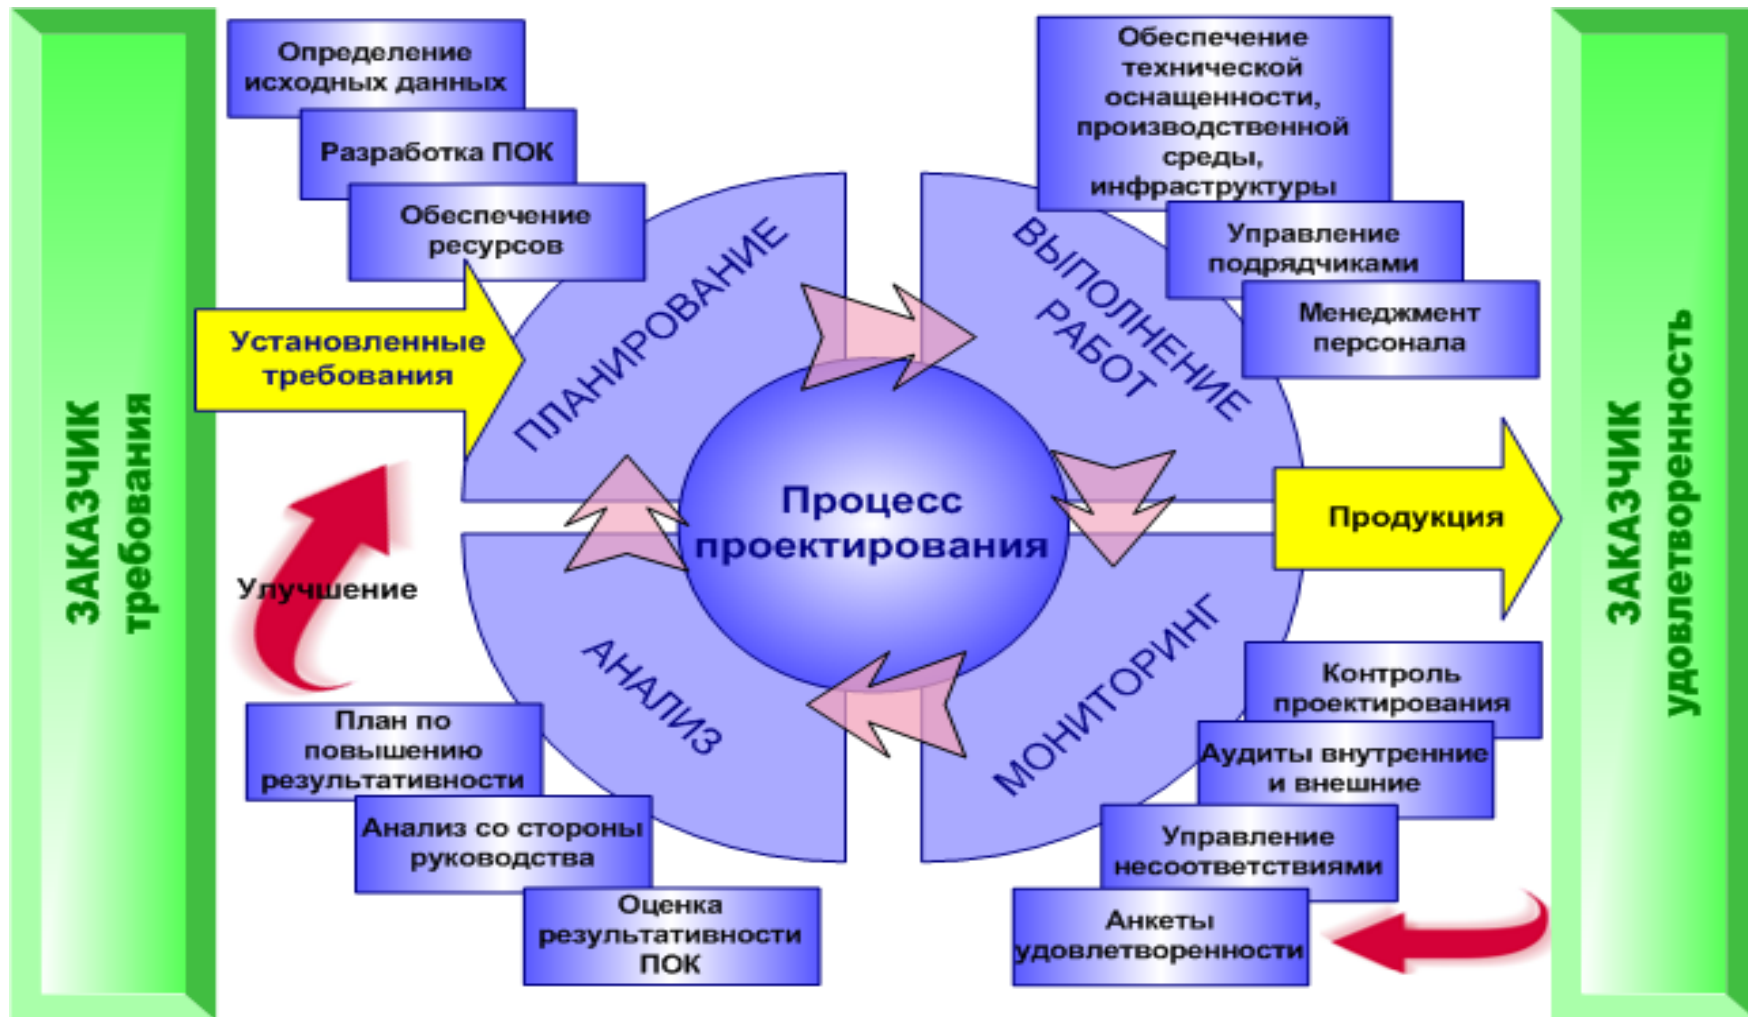 ЗАКАЗЧИК
требования
Определение
исходных данных
Разработка ПОК
Обеспечение
ресурсов
Установленные
требования
ПЛАНИРОВАНИЕ
ВЫПОЛНЕНИЕ
РАБОТ
Обеспечение
технической
оснащенности,
производственной
среды,
инфраструктуры
Управление
подрядчиками
Менеджмент
персонала
Процесс
проектирования
Продукция
ЗАКАЗЧИК
удовлетворенность
Улучшение
АНАЛИЗ
МОНИТОРИНГ
План по
повышению
результативности
Анализ со стороны
руководства
Оценка
результативности
ПОК
Контроль
проектирования
Аудиты внутренние
и внешние
Управление
несоответствиями
Анкеты
удовлетворенности